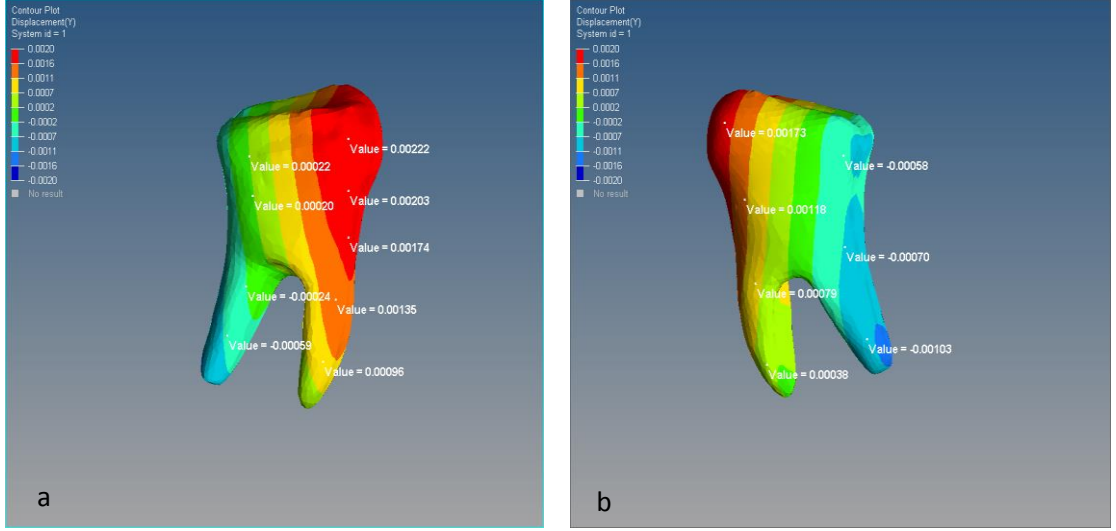 Contour Plot
Displacement(Y)
System id = 1
0.0020
0.0016
0.0011
0.0007
0.0002
-0.0002
-0.0007
-0.0011
-0.0016
-0.0020
No result
Value = 0.00222
Value = 0.00022
Value = 0.00203
Value = 0.00020
Value = 0.00174
Value = -0.00024
Value = 0.00135
Value = -0.00059
Value = 0.00096
a
Contour Plot
Displacement(Y)
System id = 1
0.0020
0.0016
0.0011
0.0007
0.0002
-0.0002
-0.0007
-0.0011
-0.0016
-0.0020
No result
Value = 0.00173
Value = -0.00058
Value = 0.00118
Value = -0.00070
Value = 0.00079
Value = -0.00103
Value = 0.00038
b